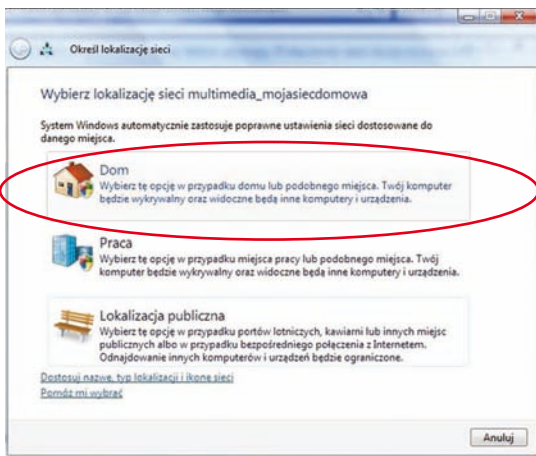 Określ lokalizację sieci
Wybierz lokalizację sieci multimedia_mojasiecdomowa
System Windows automatycznie zastosuje poprawne ustawienia sieci dostosowane do
danego miejsca.
Dom
Wybierz tę opcję w przypadku domu lub podobnego miejsca. Twój komputer
będzie wykrywalny oraz widoczne będą inne komputery i urządzenia.
Praca
Wybierz tę opcję w przypadku miejsca pracy lub podobnego miejsca. Twój
komputer będzie wykrywalny oraz widoczne będą inne komputery i urządzenia.
Lokalizacja publiczna
Wybierz tę opcję w przypadku portów lotniczych, kawiarni lub innych miejsc
publicznych albo w przypadku bezpośredniego połączenia z Internetem.
Odnajdowanie innych komputerów i urządzeń będzie ograniczone.
Dostosuj nazwę, typ lokalizacji i ikonę sieci
Pomóż mi wybrać
Anuluj